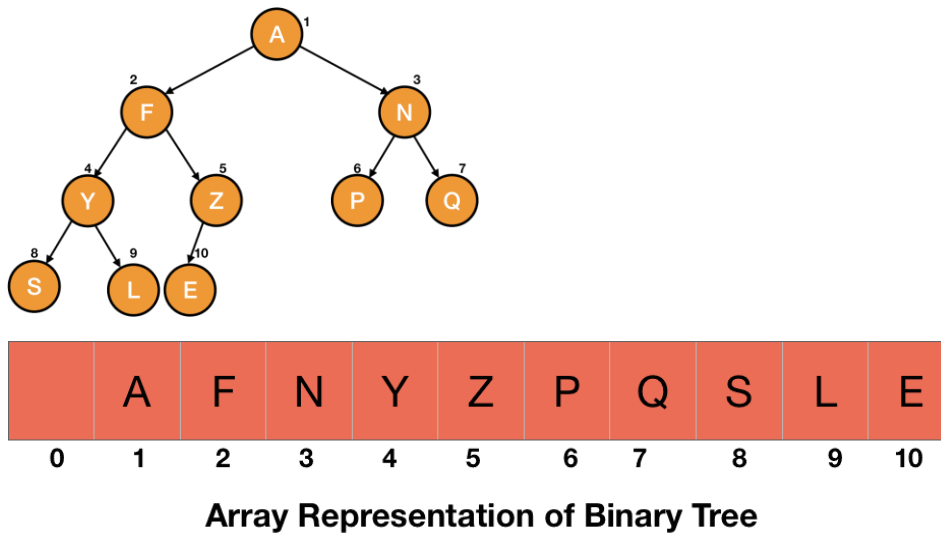 1
A
2 3
F N
4 5 6 7
Y Z P Q
8 9 10
S L E
A F N Y Z P Q S L E
0 1 2 3 4 5 6 7 8 9 10
Array Representation of Binary Tree